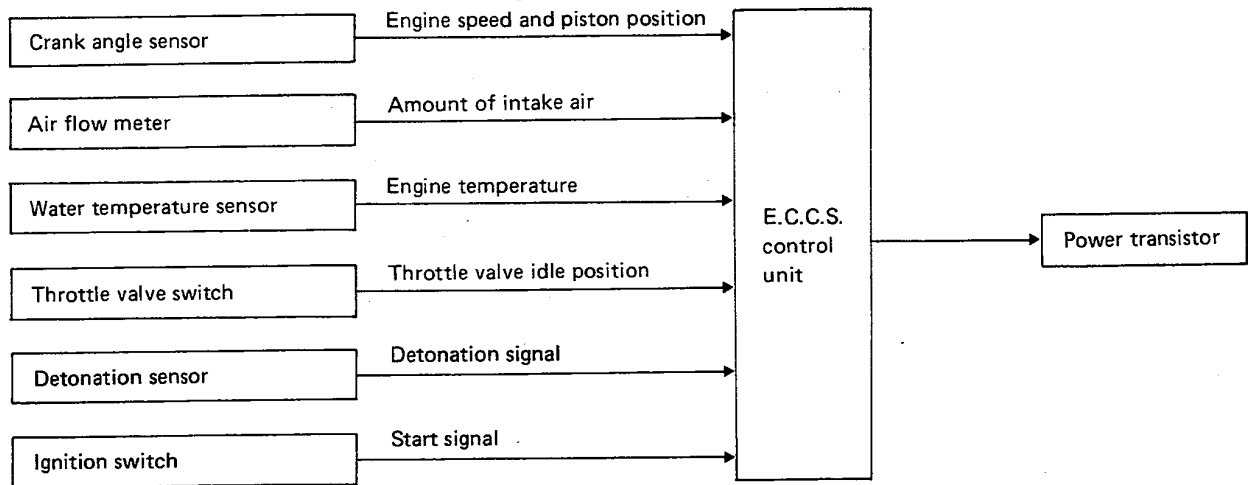 Crank angle sensor
Engine speed and piston position
Air flow meter
Amount of intake air
Water temperature sensor
Engine temperature
Throttle valve switch
Throttle valve idle position
Detonation sensor
Detonation signal
Ignition switch
Start signal
E.C.C.S.
control
unit
Power transistor